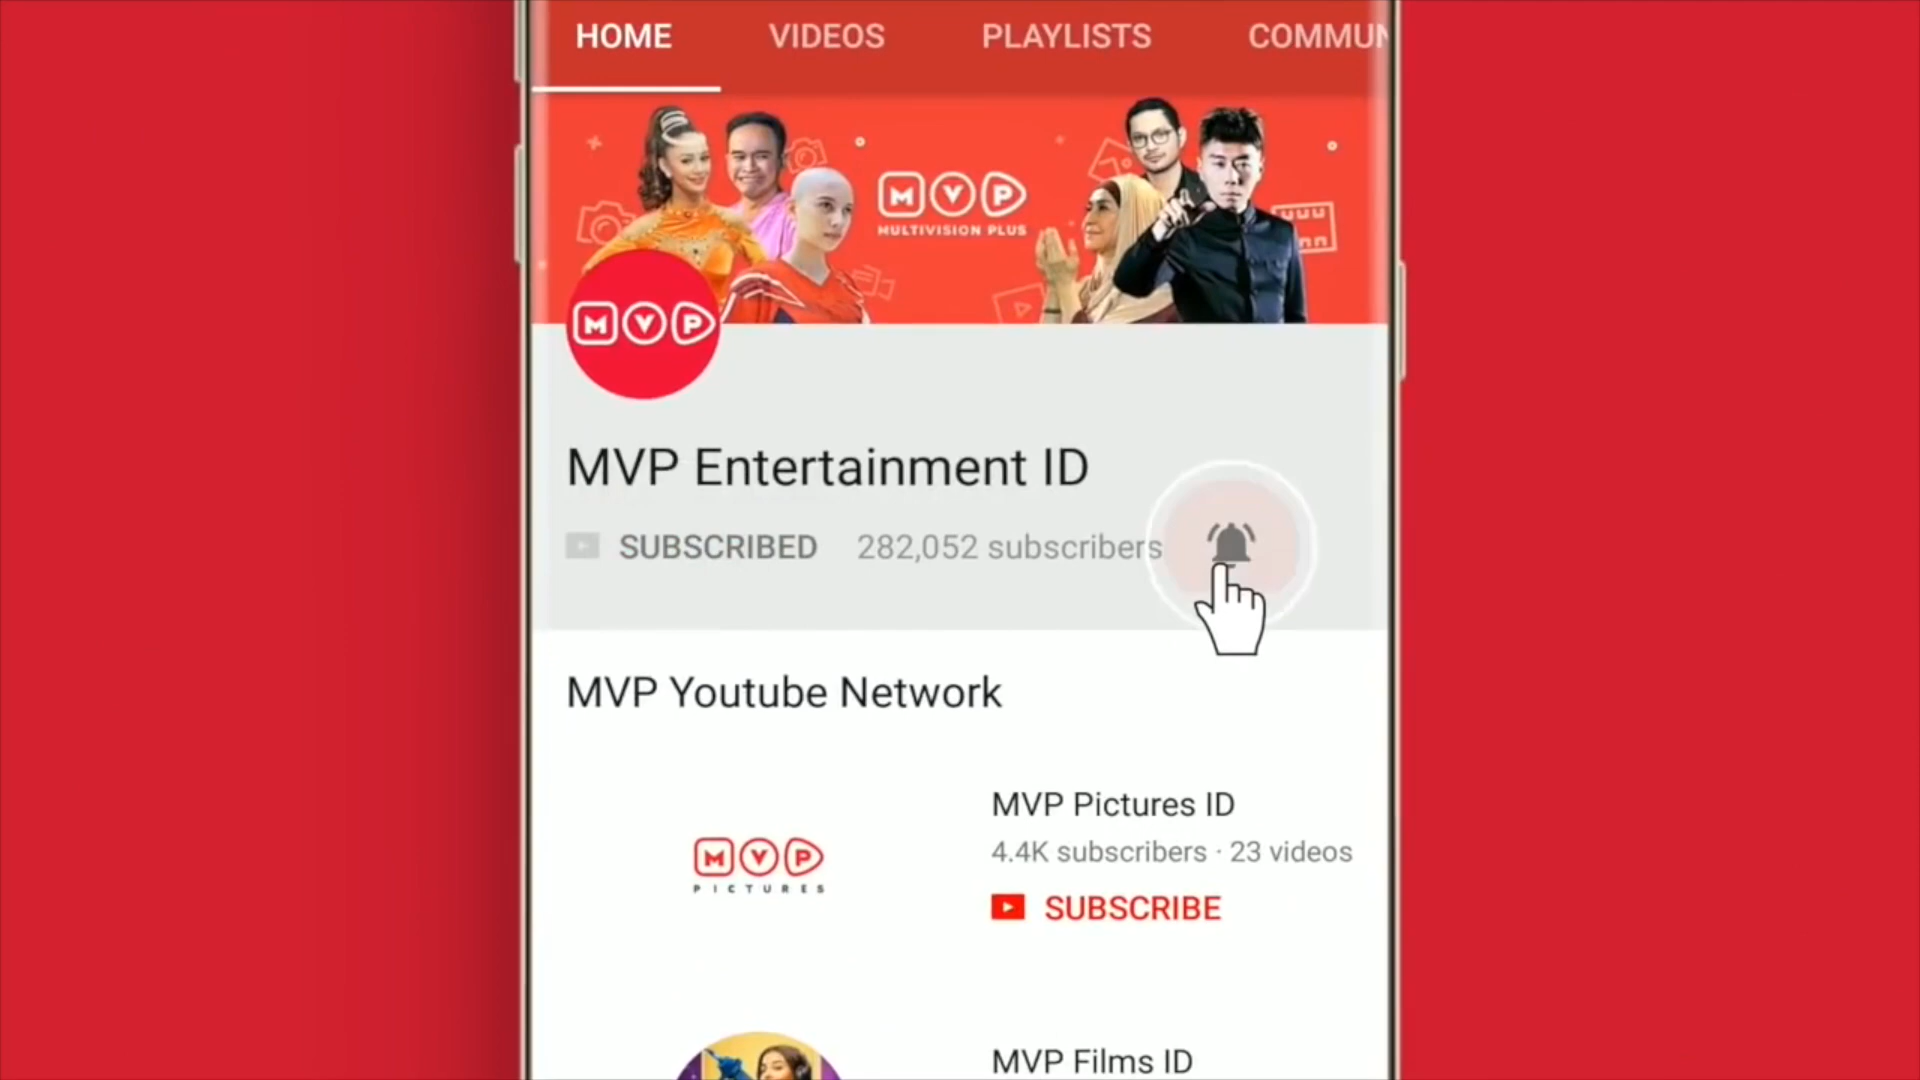 HOME VIDEOS PLAYLISTS COMMUN
MVP
MULTIVISION PLUS
MVP
MVP Entertainment ID
SUBSCRIBED 282,052 subscribers
MVP Youtube Network
MVP Pictures ID
4.4K subscribers · 23 videos
MVP
PICTURES
SUBSCRIBE
MVP Films ID